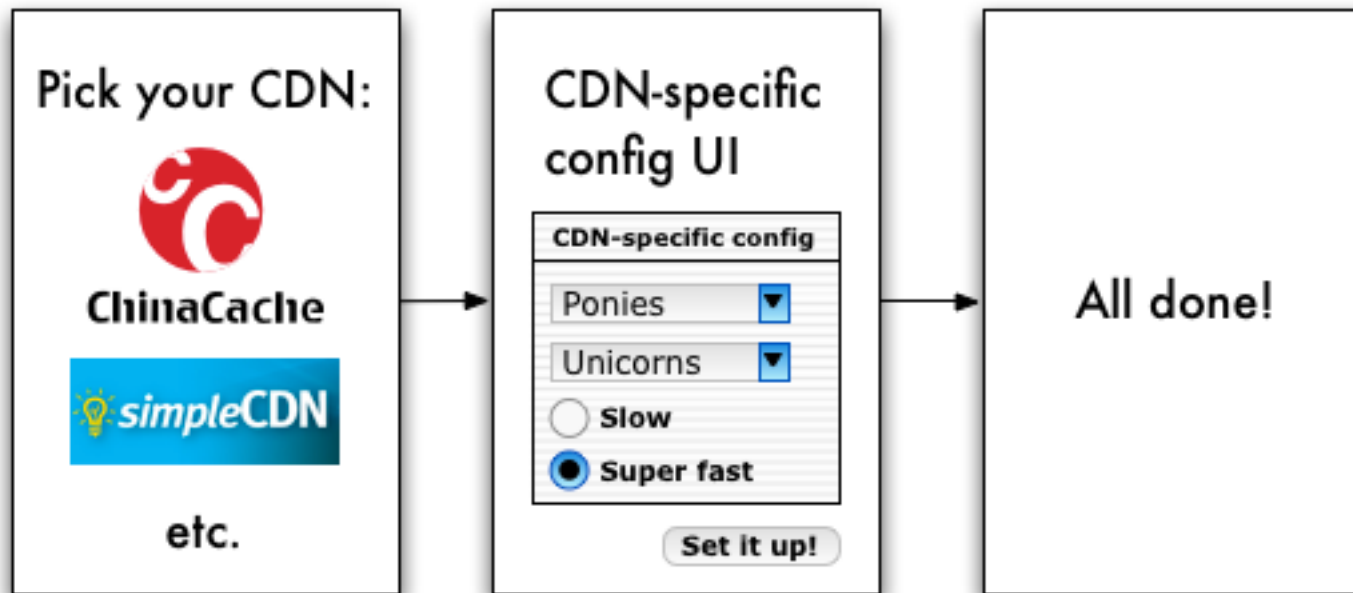 Pick your CDN:
CC
ChinaCache
simpleCDN
etc.
CDN-specific
config UI
CDN-specific config
Ponies
Unicorns
Slow
Super fast
Set it up!
All done!